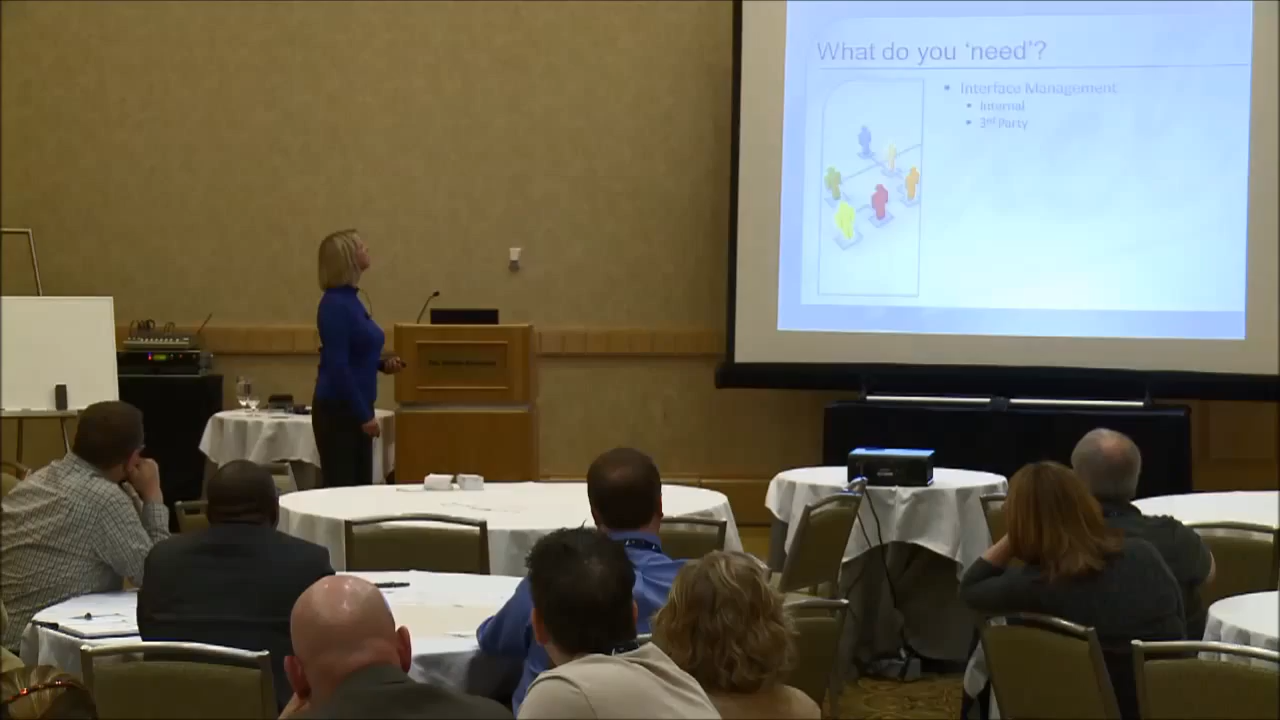 What do you ‘need’?
• Interface Management
• Internal
• 3rd Party